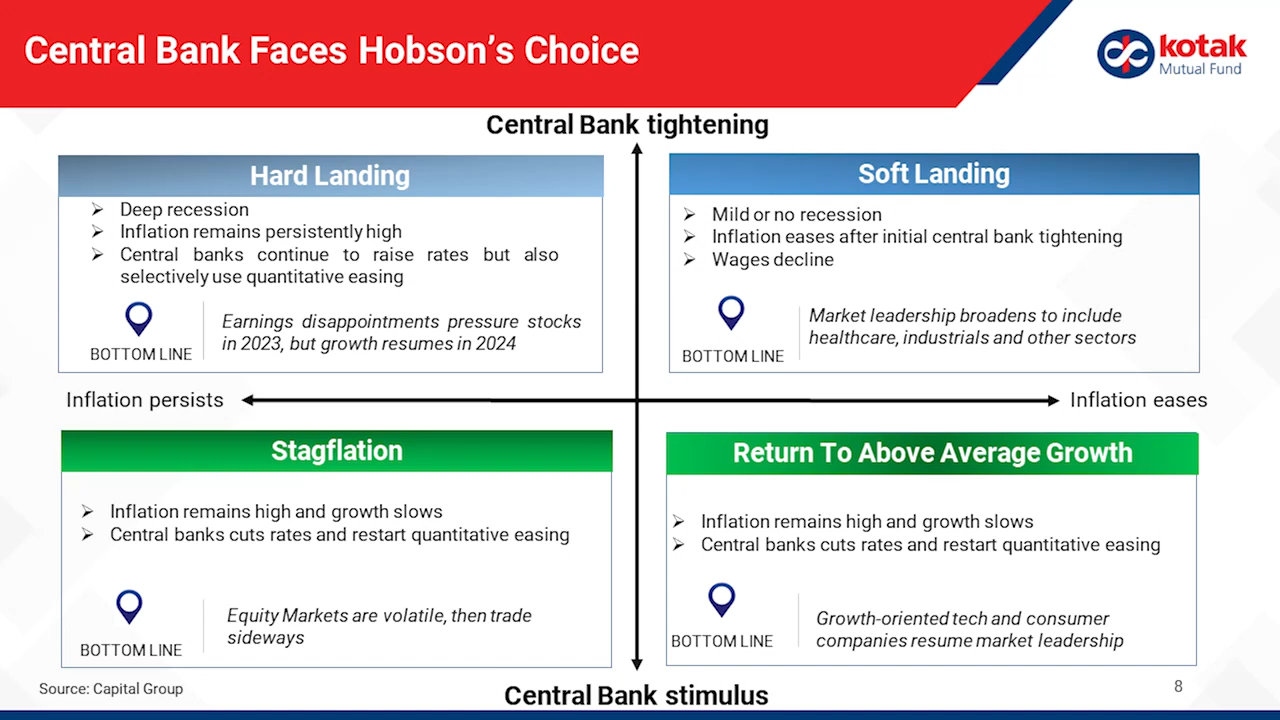 Central Bank Faces Hobson's Choice
kotak
Mutual Fund
Central Bank tightening
Hard Landing
Deep recession
Inflation remains persistently high
Central banks continue to raise rates but also
selectively use quantitative easing
BOTTOM LINE
Earnings disappointments pressure stocks
in 2023, but growth resumes in 2024
Soft Landing
Mild or no recession
Inflation eases after initial central bank tightening
Wages decline
BOTTOM LINE
Market leadership broadens to include
healthcare, industrials and other sectors
Inflation persists
Inflation eases
Stagflation
Inflation remains high and growth slows
Central banks cuts rates and restart quantitative easing
BOTTOM LINE
Equity Markets are volatile, then trade
sideways
Return To Above Average Growth
Inflation remains high and growth slows
Central banks cuts rates and restart quantitative easing
BOTTOM LINE
Growth-oriented tech and consumer
companies resume market leadership
Source: Capital Group
Central Bank stimulus
8